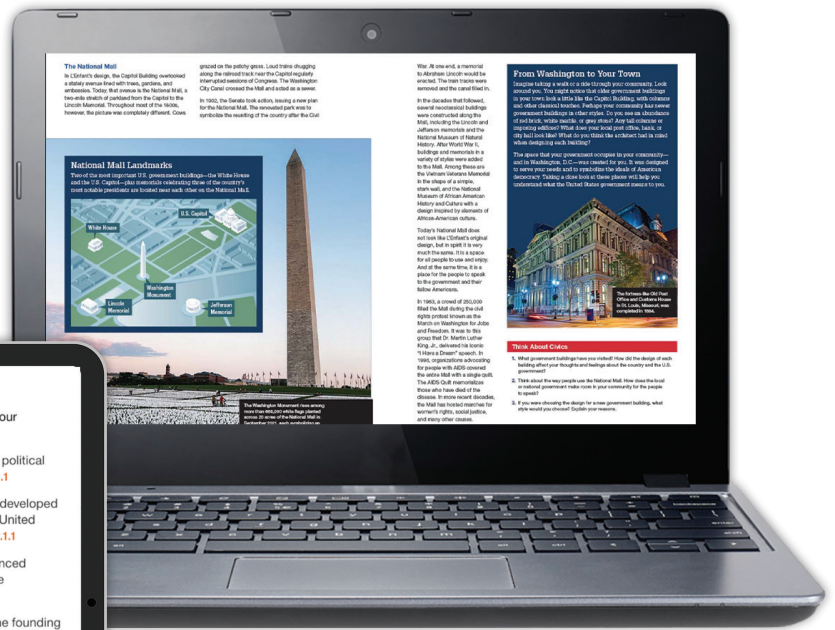 The National Mall
In L'Enfant's design, the Capitol Building overlooked
a stately avenue lined with trees, gardens, and
embassies. Today, that avenue is the National Mall, a
two-mile stretch of parkland from the Capitol to the
Lincoln Memorial. Throughout most of the 1800s,
however, the picture was completely different. Cows
grazed on the patchy grass. Loud trains chugging
along the railroad track near the Capitol regularly
interrupted sessions of Congress. The Washington
City Canal crossed the Mall and acted as a sewer.
In 1902, the Senate took action, issuing a new plan
for the National Mall. The renovated park was to
symbolize the reuniting of the country after the Civil
National Mall Landmarks
Two of the most important U.S. government buildings—the White House
and the U.S. Capitol—plus memorials celebrating three of the country's
most notable presidents are located near each other on the National Mall.
U.S. Capitol
White House
Washington
Monument
Lincoln
Memorial
Jefferson
Memorial
The Washington Monument rises among
more than 660,000 white flags planted
across 20 acres of the National Mall in
September 2021, each symbolizing an
War. At one end, a memorial
to Abraham Lincoln would be
erected. The train tracks were
removed and the canal filled in.
In the decades that followed,
several neoclassical buildings
were constructed along the
Mall, including the Lincoln and
Jefferson memorials and the
National Museum of Natural
History. After World War II,
buildings and memorials in a
variety of styles were added
to the Mall. Among these are
the Vietnam Veterans Memorial
in the shape of a simple,
stark wall, and the National
Museum of African American
History and Culture with a
design inspired by elements of
African-American culture.
Today's National Mall does
not look like L'Enfant's original
design, but in spirit it is very
much the same. It is a space
for all people to use and enjoy.
And at the same time, it is a
place for the people to speak
to the government and their
fellow Americans.
In 1963, a crowd of 250,000
filled the Mall during the civil
rights protest known as the
March on Washington for Jobs
and Freedom. It was to this
group that Dr. Martin Luther
King, Jr., delivered his iconic
"I Have a Dream" speech. In
1996, organizations advocating
for people with AIDS covered
the entire Mall with a single quilt.
The AIDS Quilt memorializes
those who have died of the
disease. In more recent decades,
the Mall has hosted marches for
women's rights, social justice,
and many other causes.
From Washington to Your Town
Imagine taking a walk or a ride through your community. Look
around you. You might notice that older government buildings
in your town look a little like the Capitol Building, with columns
and other classical touches. Perhaps your community has newer
government buildings in other styles. Do you see an abundance
of red brick, white marble, or grey stone? Any tall columns or
imposing edifices? What does your local post office, bank, or
city hall look like? What do you think the architect had in mind
when designing each building?
The space that your government occupies in your community—
and in Washington, D.C.—was created for you. It was designed
to serve your needs and to symbolize the ideals of American
democracy. Taking a close look at these places will help you
understand what the United States government means to you.
The fortress-like Old Post
Office and Customs House
in St. Louis, Missouri, was
completed in 1884.
Think About Civics
1. What government buildings have you visited? How did the design of each
building affect your thoughts and feelings about the country and the U.S.
government?
2. Think about the way people use the National Mall. How does the local
or national government make room in your community for the people
to speak?
3. If you were choosing the design for a new government building, what
style would you choose? Explain your reasons.
our
political
.1
developed
United
.1.1
nced
e
ne founding